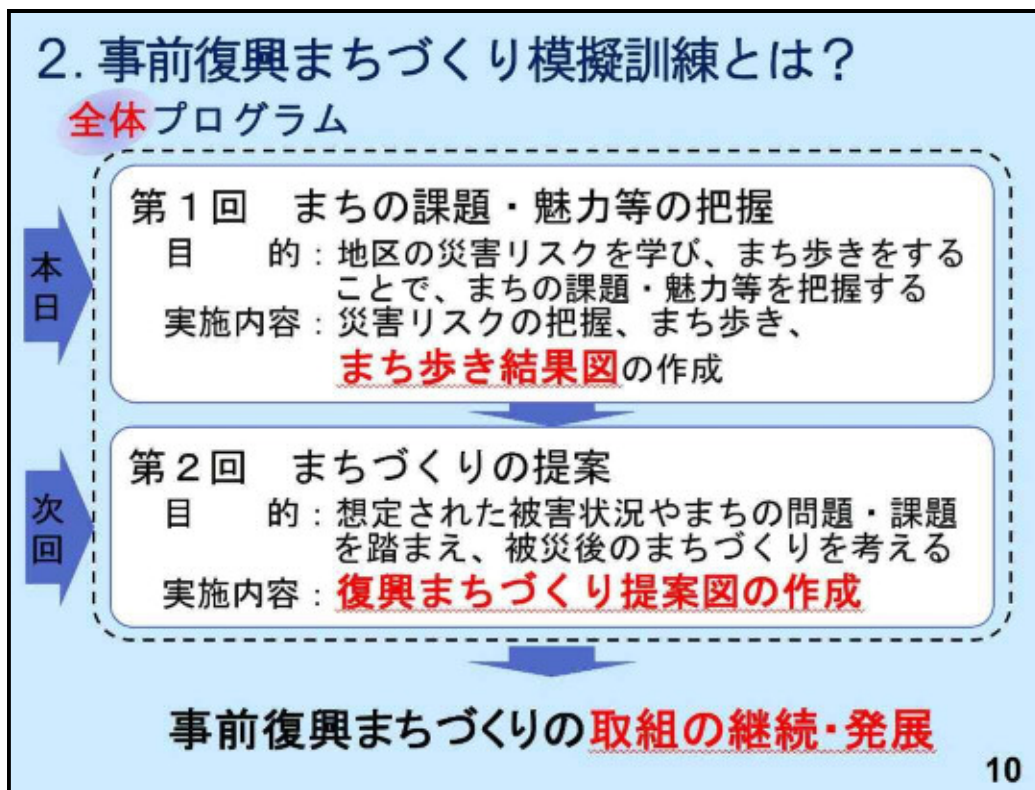 2. 事前復興まちづくり模擬訓練とは？
全体プログラム
本日
第１回　まちの課題・魅力等の把握
目　　的：地区の災害リスクを学び、まち歩きをする
ことで、まちの課題・魅力等を把握する
実施内容：災害リスクの把握、まち歩き、
まち歩き結果図の作成
次回
第２回　まちづくりの提案
目　　的：想定された被害状況やまちの問題・課題
を踏まえ、被災後のまちづくりを考える
実施内容：復興まちづくり提案図の作成
事前復興まちづくりの取組の継続・発展
10